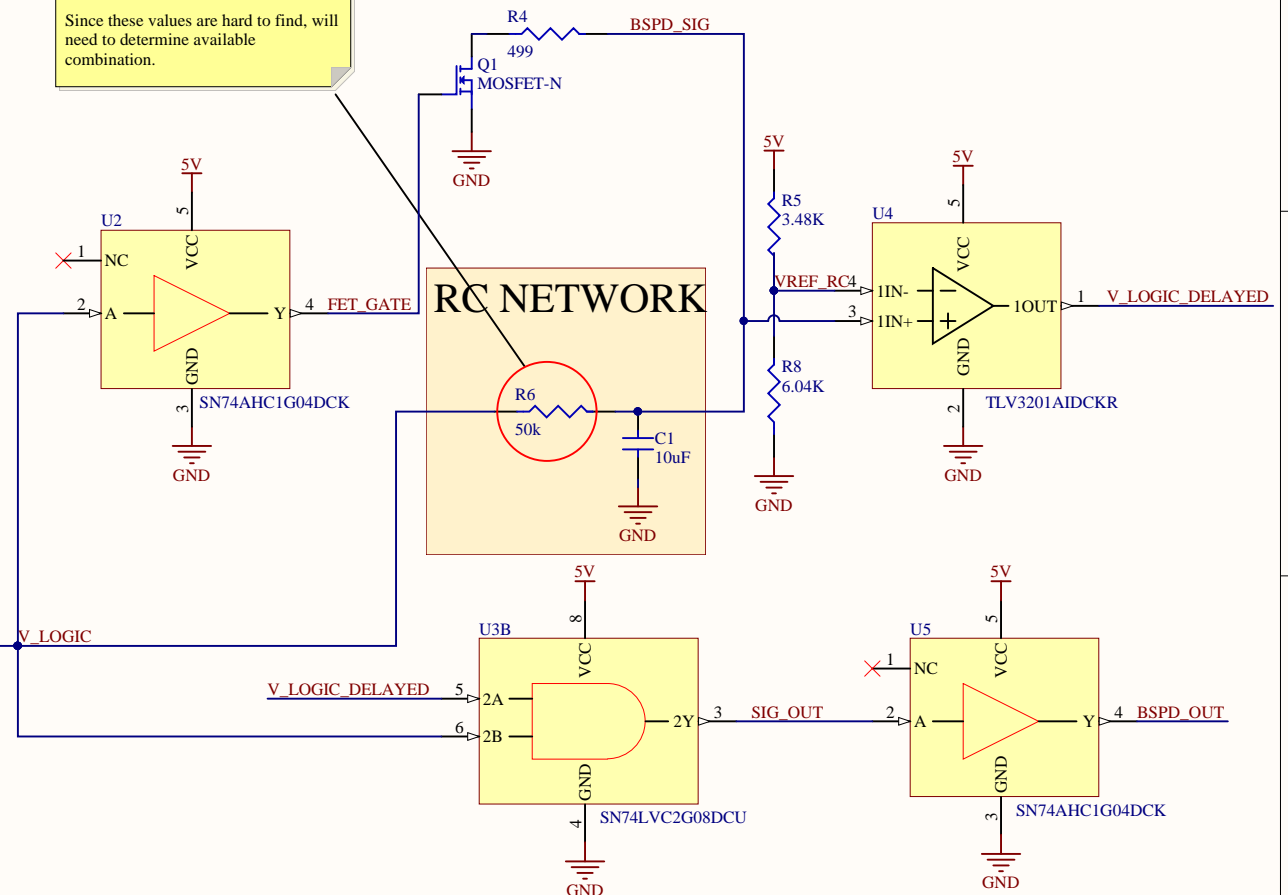 Since these values are hard to find, will
need to determine available
combination.
R4
499
BSPD_SIG
Q1
MOSFET-N
GND
5V
U2
5
VCC
1
NC
2
A
Y
4
FET_GATE
GND
3
SN74AHC1G04DCK
GND
RC NETWORK
R6
50k
C1
10uF
GND
5V
R5
3.48K
VREF_RC
R8
6.04K
GND
5V
U4
5
VCC
4
1IN-
3
1IN+
1OUT
1
V_LOGIC_DELAYED
GND
2
TLV3201AIDCKR
GND
V_LOGIC
5V
U3B
8
VCC
V_LOGIC_DELAYED
5
2A
6
2B
2Y
3
SIG_OUT
GND
4
SN74LVC2G08DCU
GND
5V
U5
5
VCC
1
NC
2
A
Y
4
BSPD_OUT
GND
3
SN74AHC1G04DCK
GND